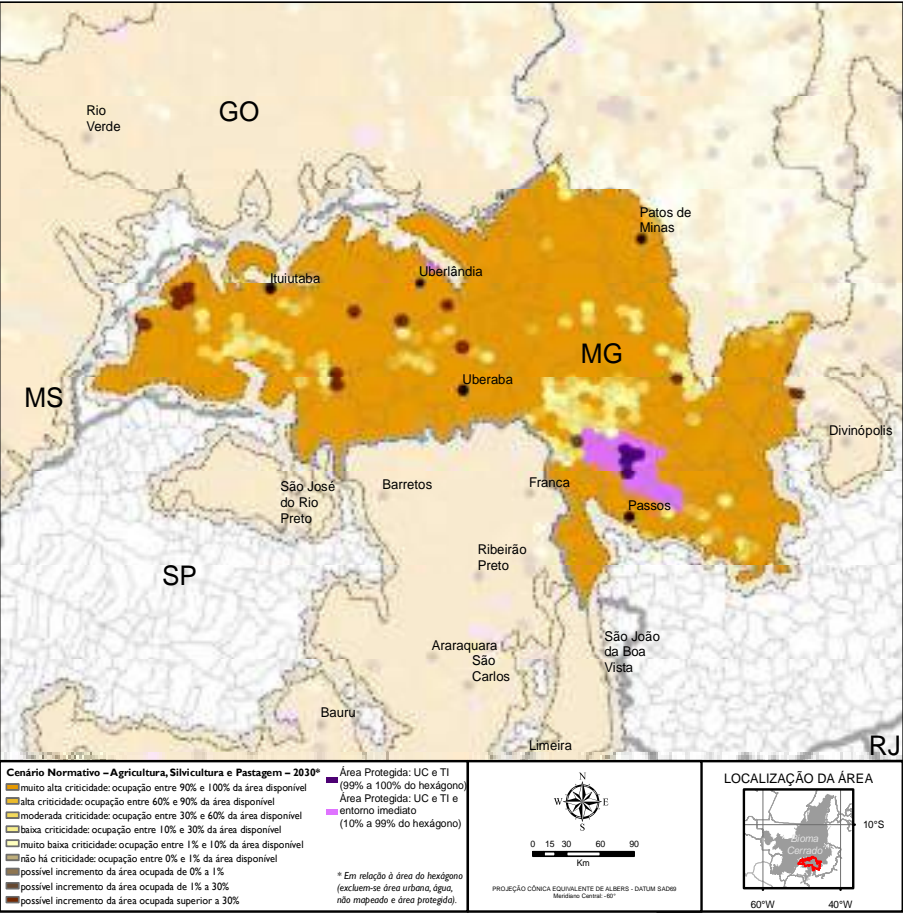 Rio
Verde
GO
Patos de
Minas
Ituiutaba
Uberlândia
MG
MS
Uberaba
Divinópolis
São José
do Rio
Preto
Barretos
Franca
Passos
Ribeirão
Preto
SP
Araraquara
São
Carlos
São João
da Boa
Vista
Bauru
Limeira
RJ
Cenário Normativo – Agricultura, Silvicultura e Pastagem – 2030*
muito alta criticidade: ocupação entre 90% e 100% da área disponível
alta criticidade: ocupação entre 60% e 90% da área disponível
moderada criticidade: ocupação entre 30% e 60% da área disponível
baixa criticidade: ocupação entre 10% e 30% da área disponível
muito baixa criticidade: ocupação entre 1% e 10% da área disponível
não há criticidade: ocupação entre 0% e 1% da área disponível
possível incremento da área ocupada de 0% a 1%
possível incremento da área ocupada de 1% a 30%
possível incremento da área ocupada superior a 30%
Área Protegida: UC e TI
(99% a 100% do hexágono)
Área Protegida: UC e TI e
entorno imediato
(10% a 99% do hexágono)
* Em relação à área do hexágono
(excluem-se área urbana, água,
não mapeado e área protegida).
N
W E
S
0 15 30 60 90
Km
PROJEÇÃO CÔNICA EQUIVALENTE DE ALBERS - DATUM SAD69
Meridiano Central: -60°
LOCALIZAÇÃO DA ÁREA
Bioma
Cerrado
10°S
60°W 40°W